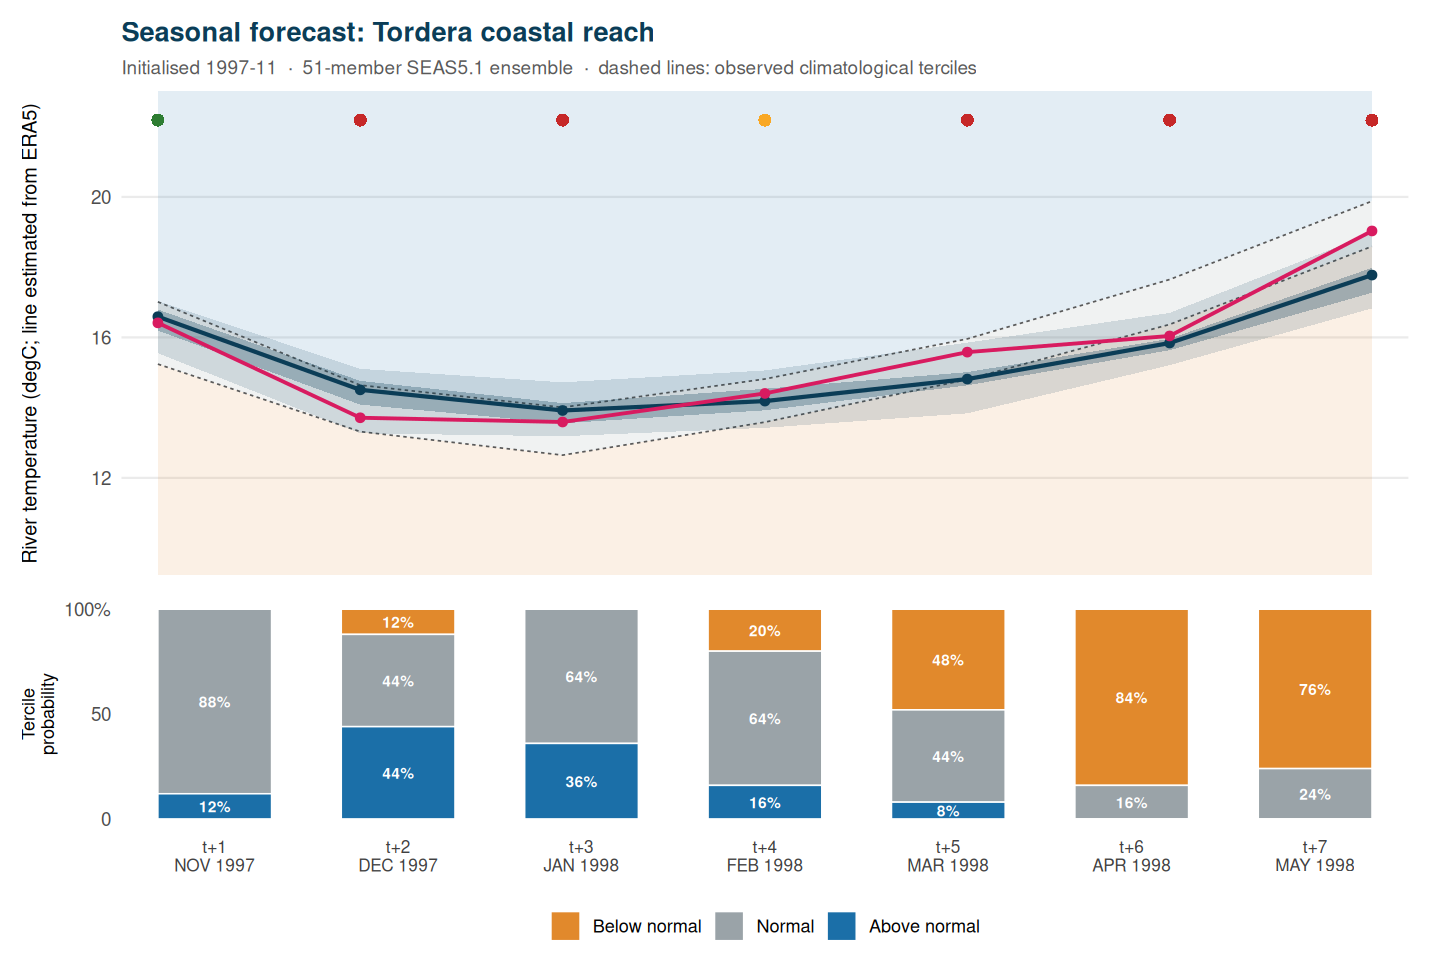 Seasonal forecast: Tordera coastal reach
Initialised 1997-11 · 51-member SEAS5.1 ensemble · dashed lines: observed climatological terciles
River temperature (degC; line estimated from ERA5)
20
16
12
Tercile
probability
100%
50
0
88%
12%
12%
44%
44%
64%
36%
20%
64%
16%
48%
44%
8%
84%
16%
76%
24%
t+1
NOV 1997
t+2
DEC 1997
t+3
JAN 1998
t+4
FEB 1998
t+5
MAR 1998
t+6
APR 1998
t+7
MAY 1998
Below normal
Normal
Above normal